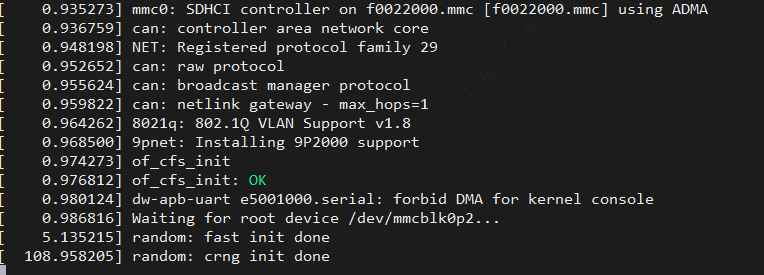 [    0.935273] mmc0: SDHCI controller on f0022000.mmc [f0022000.mmc] using ADMA
[    0.936759] can: controller area network core
[    0.948198] NET: Registered protocol family 29
[    0.952652] can: raw protocol
[    0.955624] can: broadcast manager protocol
[    0.959822] can: netlink gateway - max_hops=1
[    0.964262] 8021q: 802.1Q VLAN Support v1.8
[    0.968500] 9pnet: Installing 9P2000 support
[    0.974273] of_cfs_init
[    0.976812] of_cfs_init: OK
[    0.980124] dw-apb-uart e5001000.serial: forbid DMA for kernel console
[    0.986816] Waiting for root device /dev/mmcblk0p2...
[    5.135215] random: fast init done
[  108.958205] random: crng init done